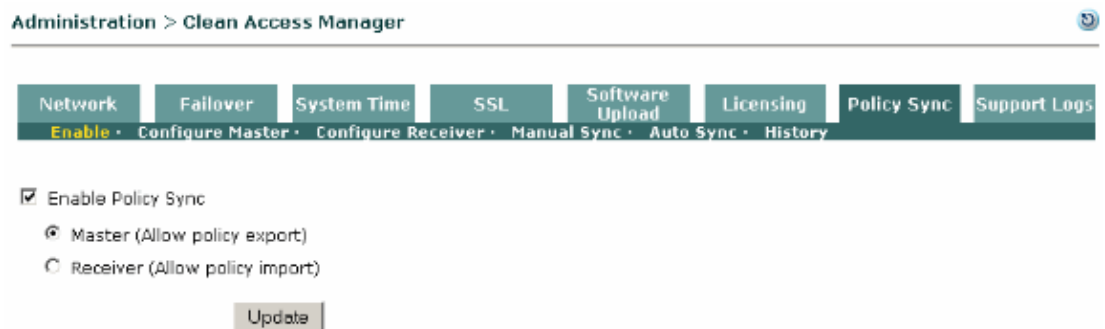 Administration > Clean Access Manager
Network Failover System Time SSL Software Upload Licensing Policy Sync Support Logs
Enable · Configure Master · Configure Receiver · Manual Sync · Auto Sync · History
Enable Policy Sync
Master (Allow policy export)
Receiver (Allow policy import)
Update